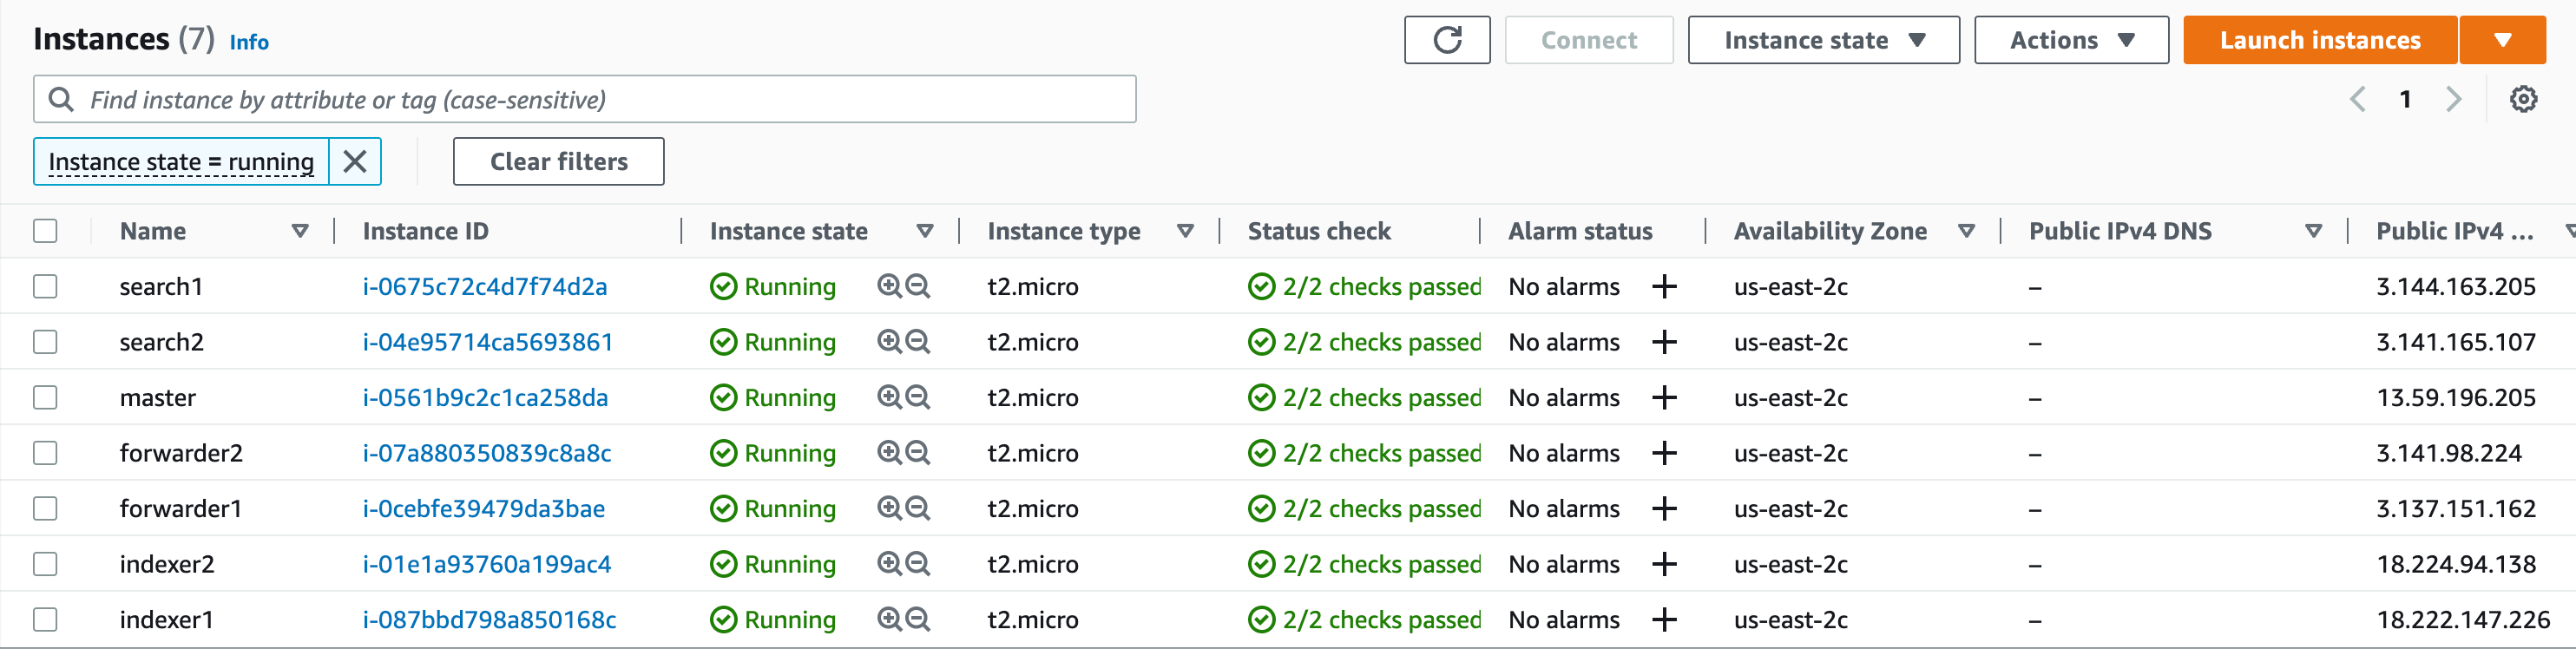 Instances (7) Info Connect Instance state Actions Launch instances
Find instance by attribute or tag (case-sensitive) 1
Instance state = running Clear filters
Name Instance ID Instance state Instance type Status check Alarm status Availability Zone Public IPv4 DNS Public IPv4 ...
search1 i-0675c72c4d7f74d2a Running t2.micro 2/2 checks passed No alarms + us-east-2c – 3.144.163.205
search2 i-04e95714ca5693861 Running t2.micro 2/2 checks passed No alarms + us-east-2c – 3.141.165.107
master i-0561b9c2c1ca258da Running t2.micro 2/2 checks passed No alarms + us-east-2c – 13.59.196.205
forwarder2 i-07a880350839c8a8c Running t2.micro 2/2 checks passed No alarms + us-east-2c – 3.141.98.224
forwarder1 i-0cebfe39479da3bae Running t2.micro 2/2 checks passed No alarms + us-east-2c – 3.137.151.162
indexer2 i-01e1a93760a199ac4 Running t2.micro 2/2 checks passed No alarms + us-east-2c – 18.224.94.138
indexer1 i-087bbd798a850168c Running t2.micro 2/2 checks passed No alarms + us-east-2c – 18.222.147.226